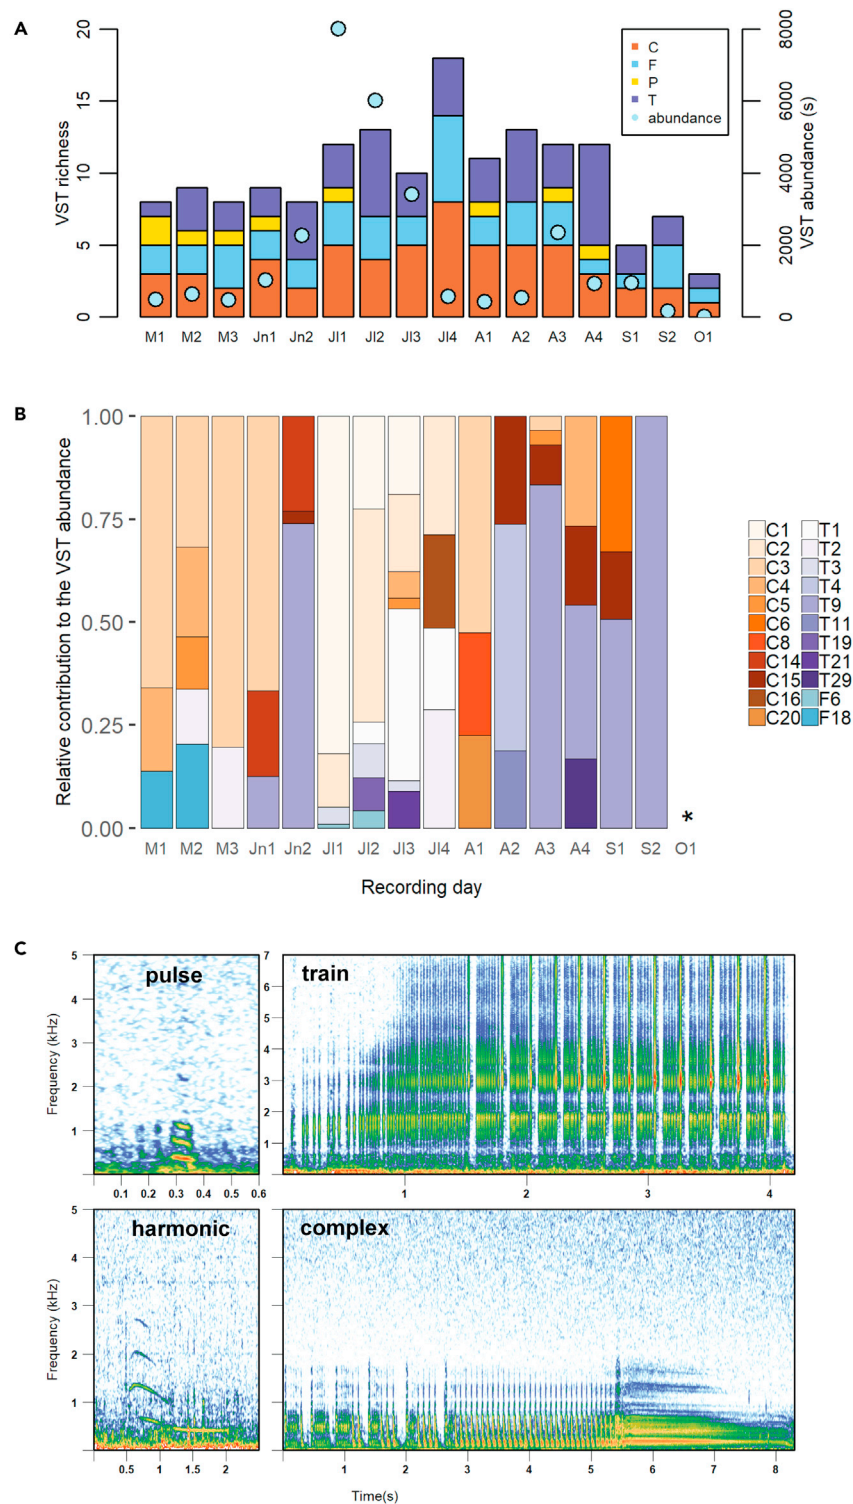 A
VST richness
20
15
10
5
0
C
F
P
T
abundance
8000
6000
4000
2000
0
VST abundance (s)
M1 M2 M3 Jn1 Jn2 Jl1 Jl2 Jl3 Jl4 A1 A2 A3 A4 S1 S2 O1
B
Relative contribution to the VST abundance
1.00
0.75
0.50
0.25
0.00
*
M1 M2 M3 Jn1 Jn2 Jl1 Jl2 Jl3 Jl4 A1 A2 A3 A4 S1 S2 O1
Recording day
C1 T1
C2 T2
C3 T3
C4 T4
C5 T9
C6 T11
C8 T19
C14 T21
C15 T29
C16 F6
C20 F18
C
Frequency (kHz)
5
4
3
2
1
pulse
0.1 0.2 0.3 0.4 0.5 0.6
7
6
5
4
3
2
1
train
1 2 3 4
Frequency (kHz)
5
4
3
2
1
harmonic
0.5 1 1.5 2
complex
1 2 3 4 5 6 7 8
Time(s)